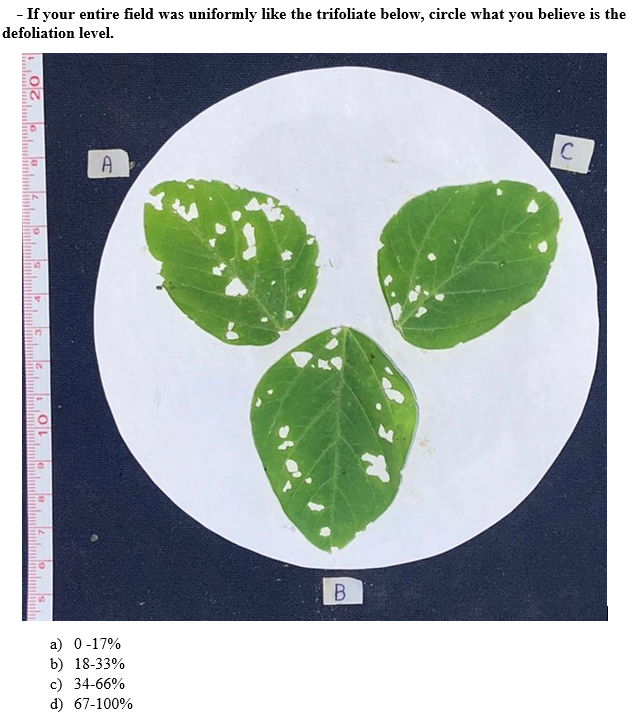 - If your entire field was uniformly like the trifoliate below, circle what you believe is the
defoliation level.
A
C
20
9
8
7
6
5
4
3
2
1
10
9
8
7
6
5
B
a) 0 -17%
b) 18-33%
c) 34-66%
d) 67-100%